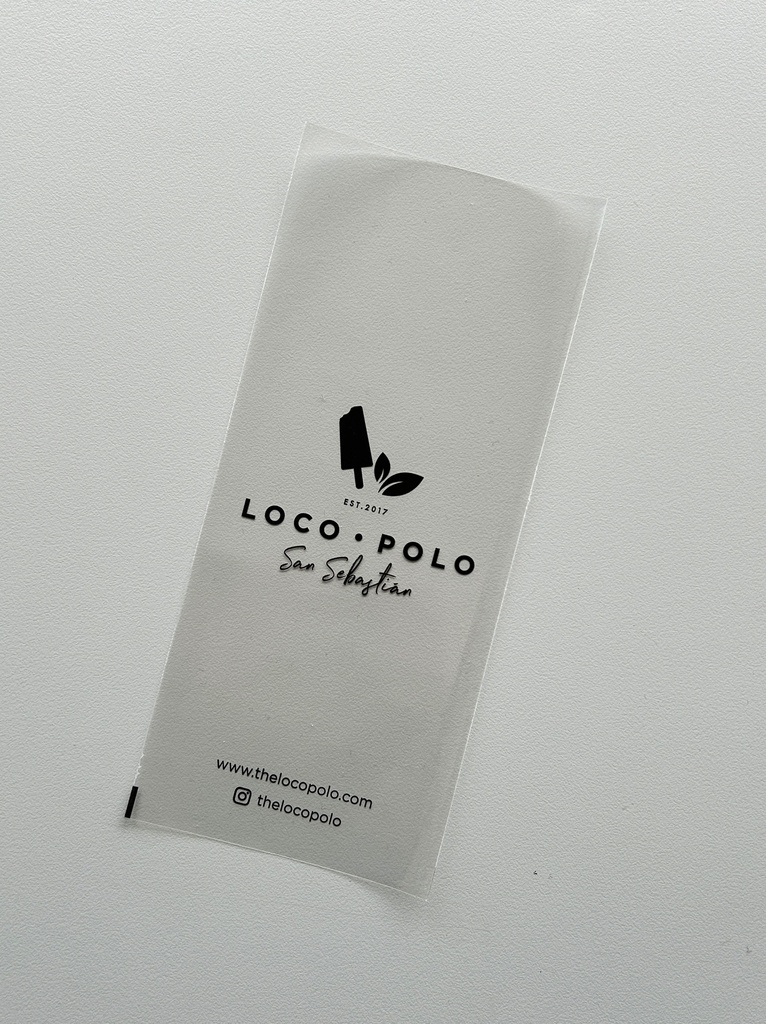 EST.2017
LOCO • POLO
San Sebastián
www.thelocopolo.com
thelocopolo